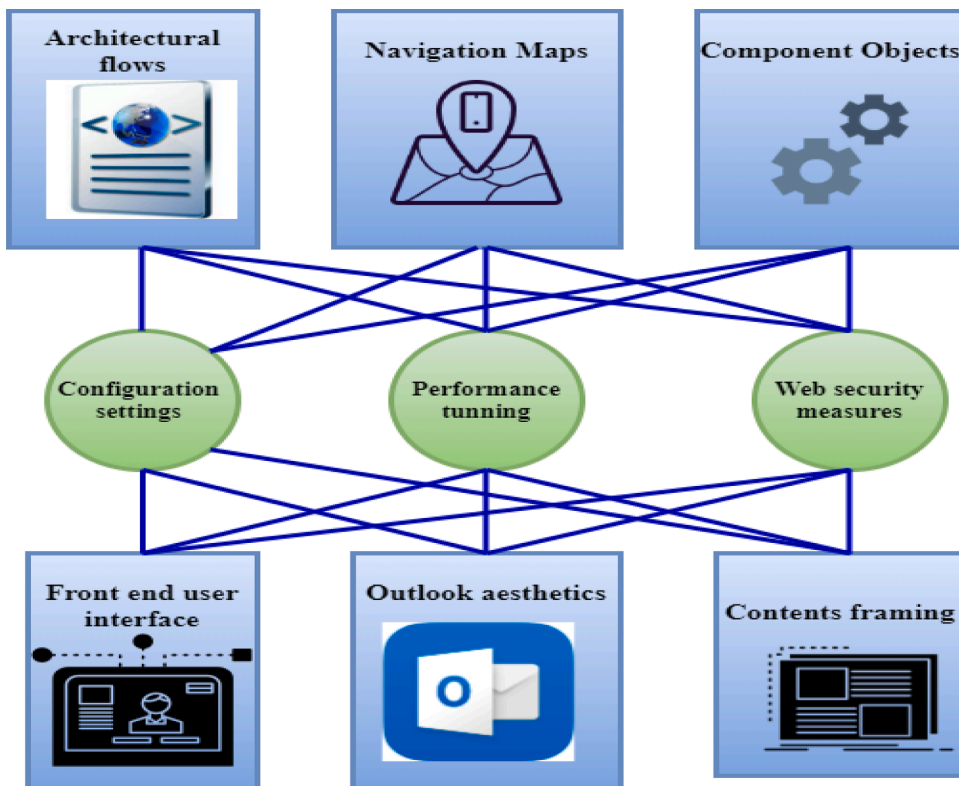 Architectural
flows
Navigation Maps
Component Objects
Configuration
settings
Performance
tunning
Web security
measures
Front end user
interface
Outlook aesthetics
Contents framing